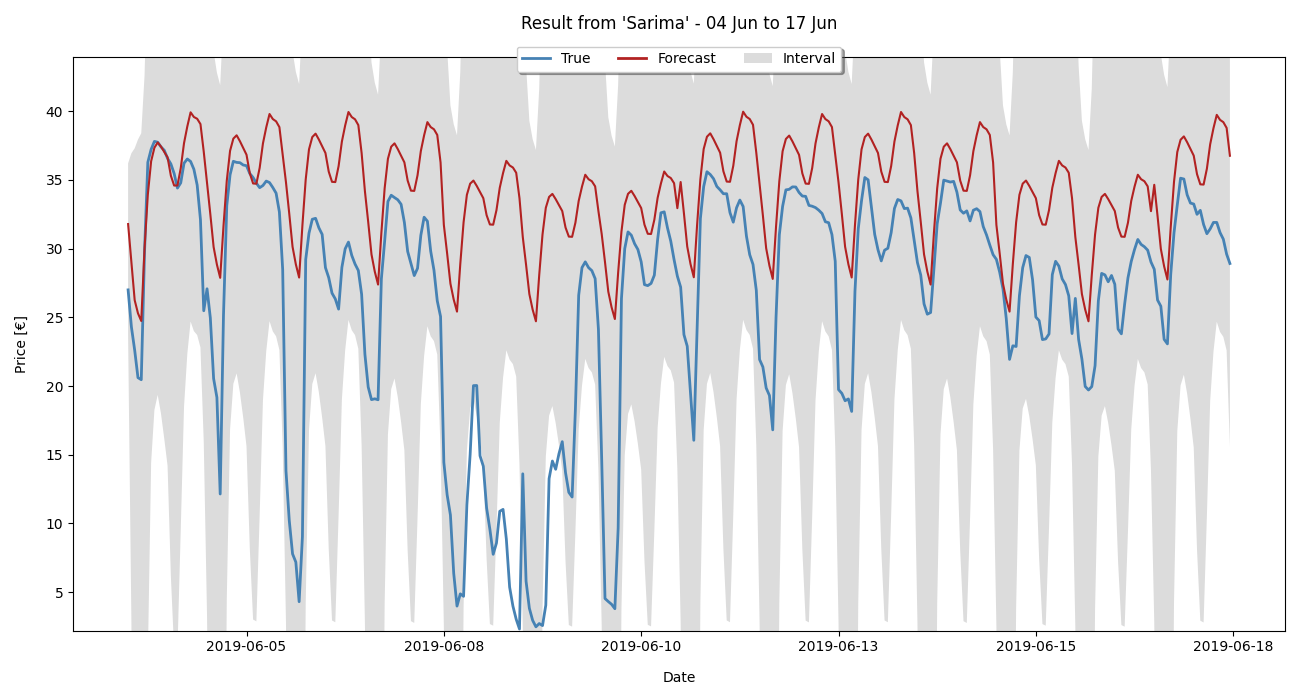 Result from 'Sarima' - 04 Jun to 17 Jun
True Forecast Interval
Price [€]
40
35
30
25
20
15
10
5
2019-06-05 2019-06-08 2019-06-10 2019-06-13 2019-06-15 2019-06-18
Date